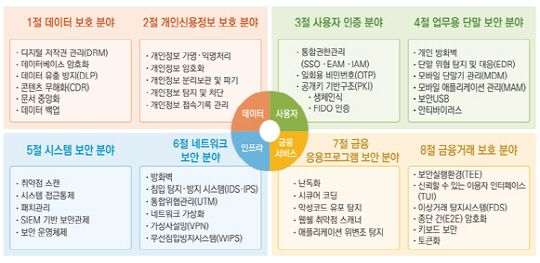 1절 데이터 보호 분야
• 디지털 저작권 관리(DRM)
• 데이터베이스 암호화
• 데이터 유출 방지(DLP)
• 콘텐츠 무해화(CDR)
• 문서 중앙화
• 데이터 백업
2절 개인신용정보 보호 분야
• 개인정보 가명·익명처리
• 개인정보 암호화
• 개인정보 분리보관 및 파기
• 개인정보 탐지 및 차단
• 개인정보 접속기록 관리
3절 사용자 인증 분야
• 통합권한관리
(SSO·EAM·IAM)
• 일회용 비밀번호(OTP)
• 공개키 기반구조(PKI)
• 생체인식
• FIDO 인증
4절 업무용 단말 보안 분야
• 개인 방화벽
• 단말 위협 탐지 및 대응(EDR)
• 모바일 단말기 관리(MDM)
• 모바일 애플리케이션 관리(MAM)
• 보안USB
• 안티바이러스
데이터
사용자
인프라
금융
서비스
5절 시스템 보안 분야
• 취약점 스캔
• 시스템 접근통제
• 패치관리
• SIEM 기반 보안관제
• 보안 운영체제
6절 네트워크
보안 분야
• 방화벽
• 침입 탐지·방지 시스템(IDS·IPS)
• 통합위협관리(UTM)
• 네트워크 가상화
• 가상사설망(VPN)
• 무선침입방지시스템(WIPS)
7절 금융
응용프로그램 보안 분야
• 난독화
• 시큐어 코딩
• 악성코드 유포 탐지
• 웹쉘 취약점 스캐너
• 애플리케이션 위변조 탐지
8절 금융거래 보호 분야
• 보안실행환경(TEE)
• 신뢰할 수 있는 이용자 인터페이스
(TUI)
• 이상거래 탐지시스템(FDS)
• 종단 간(E2E) 암호화
• 키보드 보안
• 토큰화